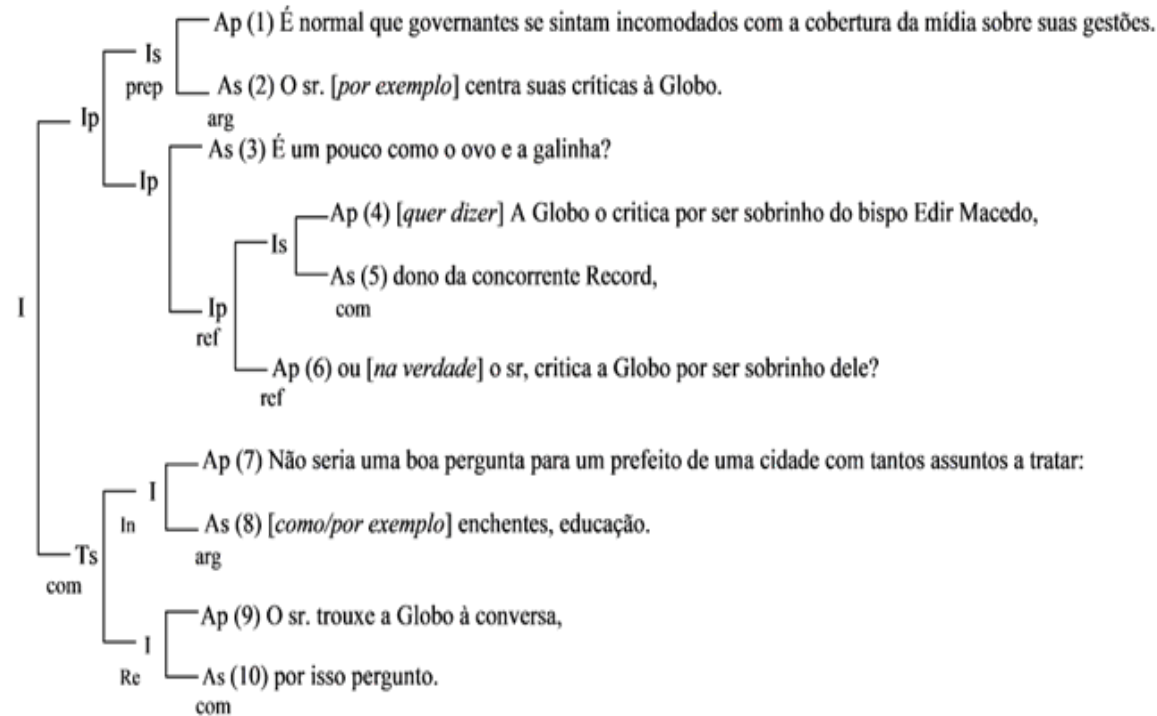 Ap (1) É normal que governantes se sintam incomodados com a cobertura da mídia sobre suas gestões.
Is
prep
As (2) O sr. [por exemplo] centra suas críticas à Globo.
arg
Ip
As (3) É um pouco como o ovo e a galinha?
Ip
Ap (4) [quer dizer] A Globo o critica por ser sobrinho do bispo Edir Macedo,
Is
As (5) dono da concorrente Record,
com
I
Ip
ref
Ap (6) ou [na verdade] o sr, critica a Globo por ser sobrinho dele?
ref
Ap (7) Não seria uma boa pergunta para um prefeito de uma cidade com tantos assuntos a tratar:
I
In
As (8) [como/por exemplo] enchentes, educação.
arg
Ts
com
Ap (9) O sr. trouxe a Globo à conversa,
I
Re
As (10) por isso pergunto.
com